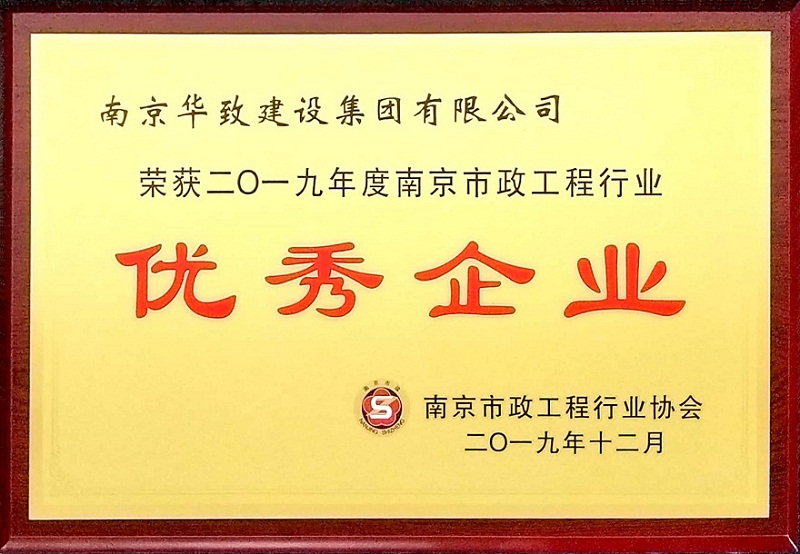 南京华致建设集团有限公司
荣获二〇一九年度南京市政工程行业
优秀企业
南京市政工程行业协会
二〇一九年十二月